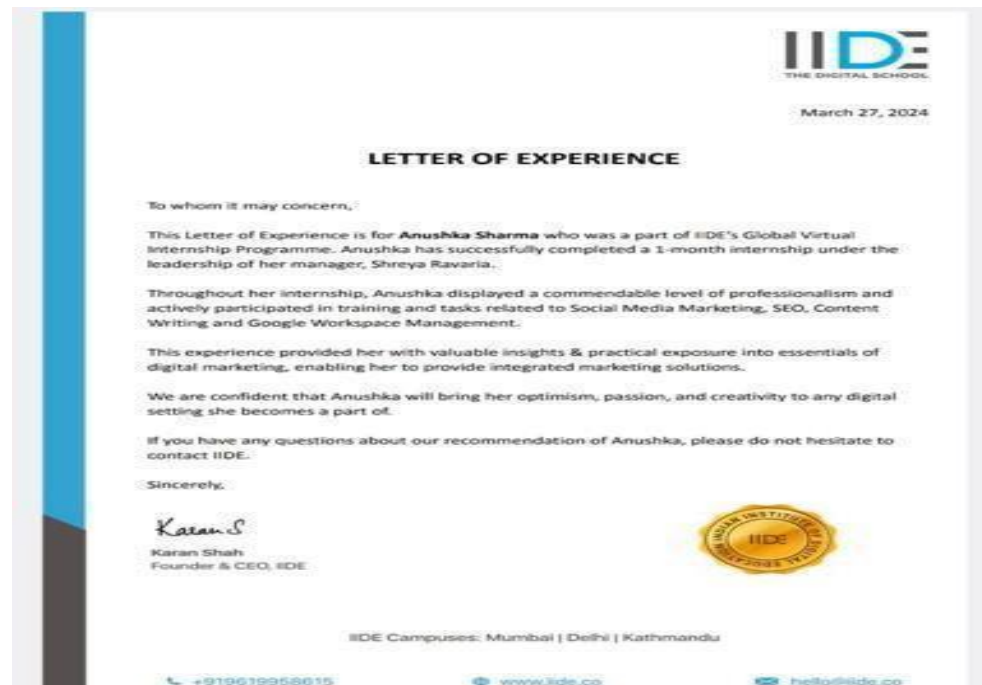 IIDE
THE DIGITAL SCHOOL
March 27, 2024
LETTER OF EXPERIENCE
To whom it may concern,
This Letter of Experience is for Anushka Sharma who was a part of IIDE's Global Virtual
Internship Programme. Anushka has successfully completed a 1-month internship under the
leadership of her manager, Shreya Ravaria.
Throughout her internship, Anushka displayed a commendable level of professionalism and
actively participated in training and tasks related to Social Media Marketing, SEO, Content
Writing and Google Workspace Management.
This experience provided her with valuable insights & practical exposure into essentials of
digital marketing, enabling her to provide integrated marketing solutions.
We are confident that Anushka will bring her optimism, passion, and creativity to any digital
setting she becomes a part of.
If you have any questions about our recommendation of Anushka, please do not hesitate to
contact IIDE.
Sincerely,
Karan S
Karan Shah
Founder & CEO, IIDE
INDIAN INSTITUTE OF DIGITAL EDUCATION
IIDE
IIDE Campuses: Mumbai | Delhi | Kathmandu
+919619958615
www.iide.co
hello@iide.co